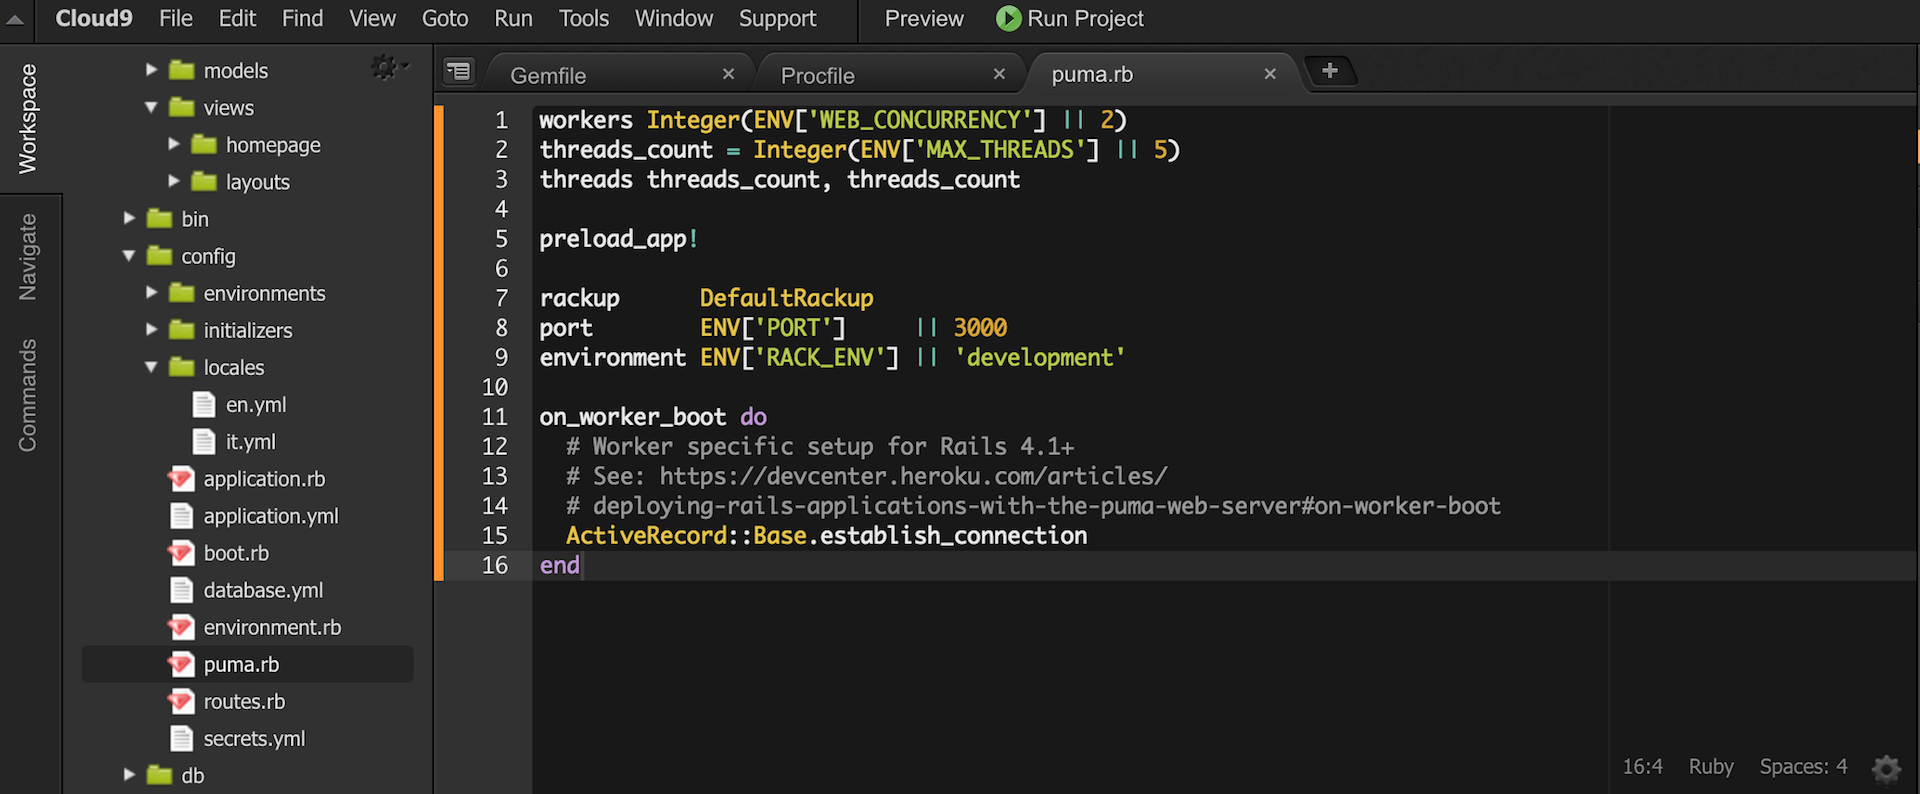 Cloud9 File Edit Find View Goto Run Tools Window Support Preview Run Project
Workspace
Navigate
Commands
models
views
homepage
layouts
bin
config
environments
initializers
locales
en.yml
it.yml
application.rb
application.yml
boot.rb
database.yml
environment.rb
puma.rb
routes.rb
secrets.yml
db
Gemfile × Procfile × puma.rb × +
1 workers Integer(ENV['WEB_CONCURRENCY'] || 2)
2 threads_count = Integer(ENV['MAX_THREADS'] || 5)
3 threads threads_count, threads_count
4
5 preload_app!
6
7 rackup      DefaultRackup
8 port        ENV['PORT']     || 3000
9 environment ENV['RACK_ENV'] || 'development'
10
11 on_worker_boot do
12   # Worker specific setup for Rails 4.1+
13   # See: https://devcenter.heroku.com/articles/
14   # deploying-rails-applications-with-the-puma-web-server#on-worker-boot
15   ActiveRecord::Base.establish_connection
16 end
16:4 Ruby Spaces: 4